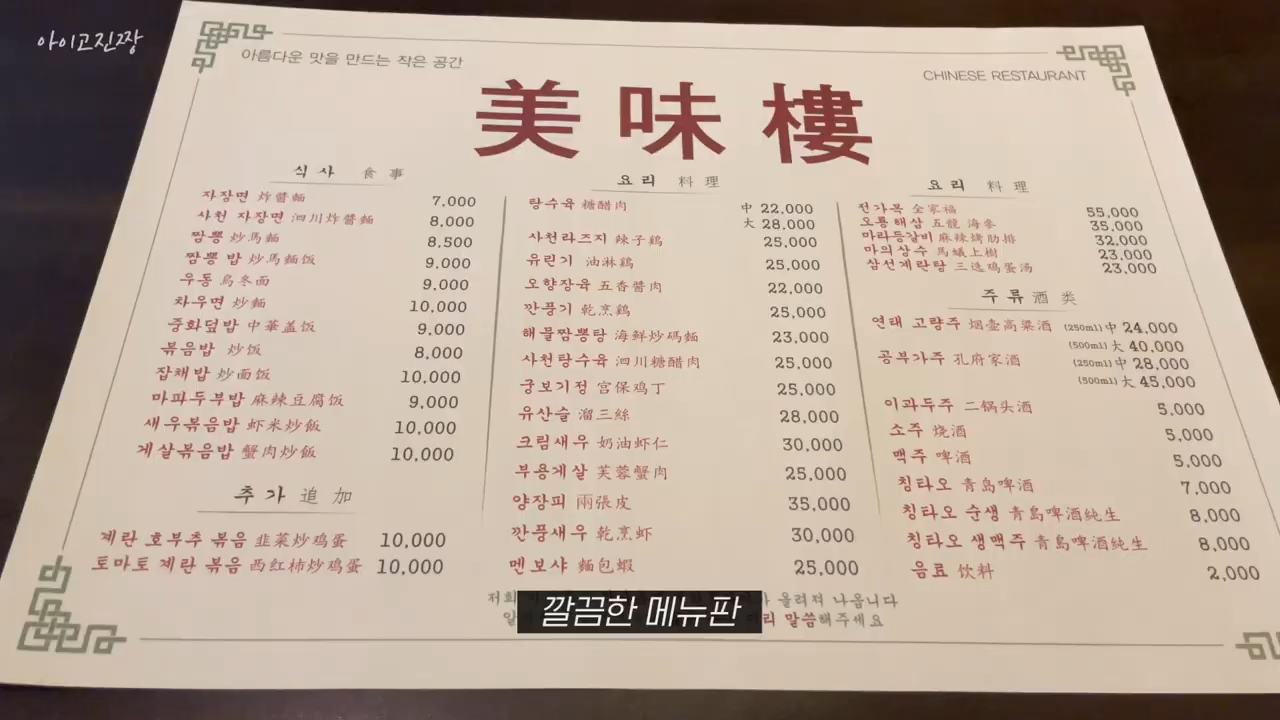 아이고진짱
아름다운 맛을 만드는 작은 공간
CHINESE RESTAURANT
美味樓
식사 食事
자장면 炸醬麵 7,000
사천 자장면 泗川炸醬麵 8,000
짬뽕 炒馬麵 8,500
짬뽕 밥 炒馬麵饭 9,000
우동 烏冬面 9,000
차우면 炒麵 10,000
중화덮밥 中華盖饭 9,000
볶음밥 炒饭 8,000
잡채밥 炒面饭 10,000
마파두부밥 麻辣豆腐饭 9,000
새우볶음밥 虾米炒飯 10,000
게살볶음밥 蟹肉炒飯 10,000
추가 追加
계란 호부추 볶음 韭菜炒鸡蛋 10,000
토마토 계란 볶음 西红柿炒鸡蛋 10,000
요리 料理
탕수육 糖醋肉 中 22,000
大 28,000
사천라즈지 辣子鷄 25,000
유린기 油淋鷄 25,000
오향장육 五香醬肉 22,000
깐풍기 乾烹鷄 25,000
해물짬뽕탕 海鮮炒碼麵 23,000
사천탕수육 泗川糖醋肉 25,000
궁보기정 宫保鸡丁 25,000
유산슬 溜三絲 28,000
크림새우 奶油虾仁 30,000
부용게살 芙蓉蟹肉 25,000
양장피 兩張皮 35,000
깐풍새우 乾烹虾 30,000
멘보샤 麵包蝦 25,000
요리 料理
전가복 全家福 55,000
오룡해삼 五龍 海參 35,000
마라등갈비 麻辣烤肋排 32,000
마의상수 馬蟻上樹 23,000
삼선계란탕 三选鸡蛋汤 23,000
주류 酒类
연태 고량주 烟壶高粱酒 (250ml) 中 24,000
(500ml) 大 40,000
공부가주 孔府家酒 (250ml) 中 28,000
(500ml) 大 45,000
이과두주 二锅头酒 5,000
소주 烧酒 5,000
맥주 啤酒 5,000
칭타오 青岛啤酒 7,000
칭타오 순생 青島啤酒純生 8,000
칭타오 생맥주 青島啤酒純生 8,000
음료 饮料 2,000
저희 올려져 나옵니다
말씀해주세요
깔끔한 메뉴판